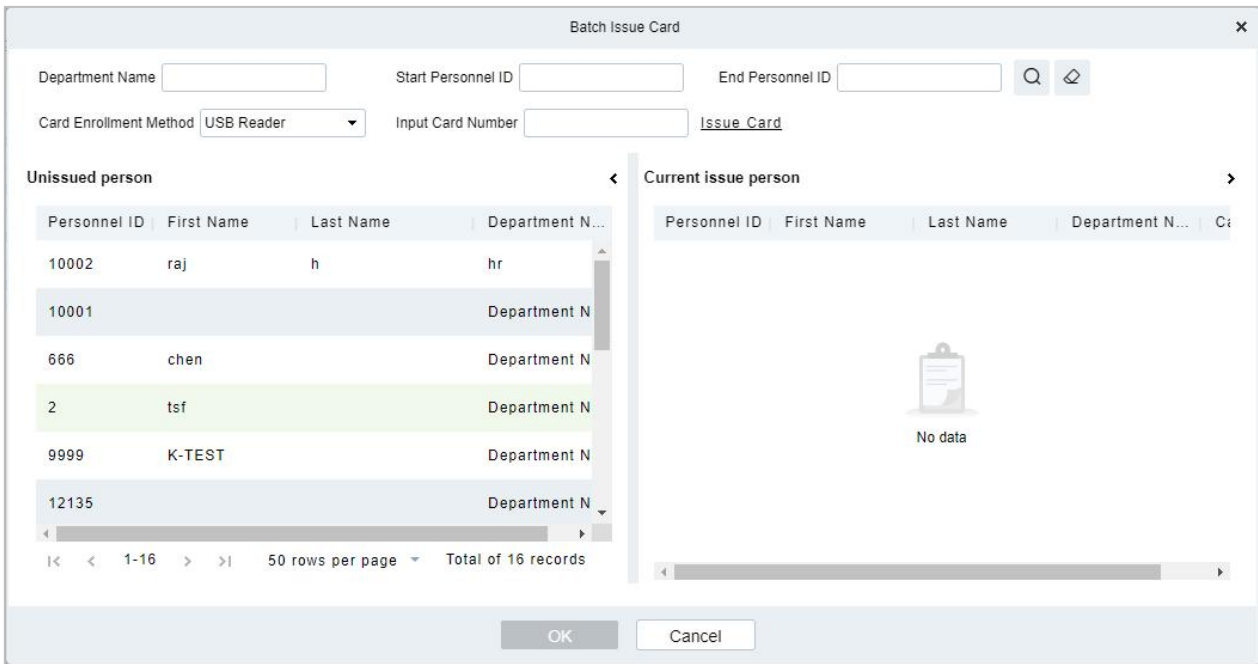 Batch Issue Card
Department Name Start Personnel ID End Personnel ID
Card Enrollment Method USB Reader Input Card Number Issue Card
Unissued person
Personnel ID First Name Last Name Department N...
10002 raj h hr
10001 Department N
666 chen Department N
2 tsf Department N
9999 K-TEST Department N
12135 Department N
1-16 50 rows per page Total of 16 records
Current issue person
Personnel ID First Name Last Name Department N... Ca
No data
OK Cancel